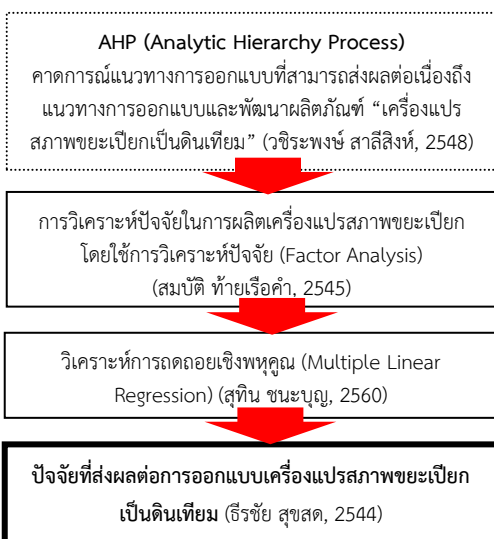 AHP (Analytic Hierarchy Process)
คาดการณ์แนวทางการออกแบบที่สามารถส่งผลต่อเนื่องถึง
แนวทางการออกแบบและพัฒนาผลิตภัณฑ์ “เครื่องแปร
สภาพขยะเปียกเป็นดินเทียม” (วชิระพงษ์ สาลีสิงห์, 2548)
การวิเคราะห์ปัจจัยในการผลิตเครื่องแปรสภาพขยะเปียก
โดยใช้การวิเคราะห์ปัจจัย (Factor Analysis)
(สมบัติ ท้ายเรือคำ, 2545)
วิเคราะห์การถดถอยเชิงพหุคูณ (Multiple Linear
Regression) (สุทิน ชนะบุญ, 2560)
ปัจจัยที่ส่งผลต่อการออกแบบเครื่องแปรสภาพขยะเปียก
เป็นดินเทียม (ธีรชัย สุขสด, 2544)